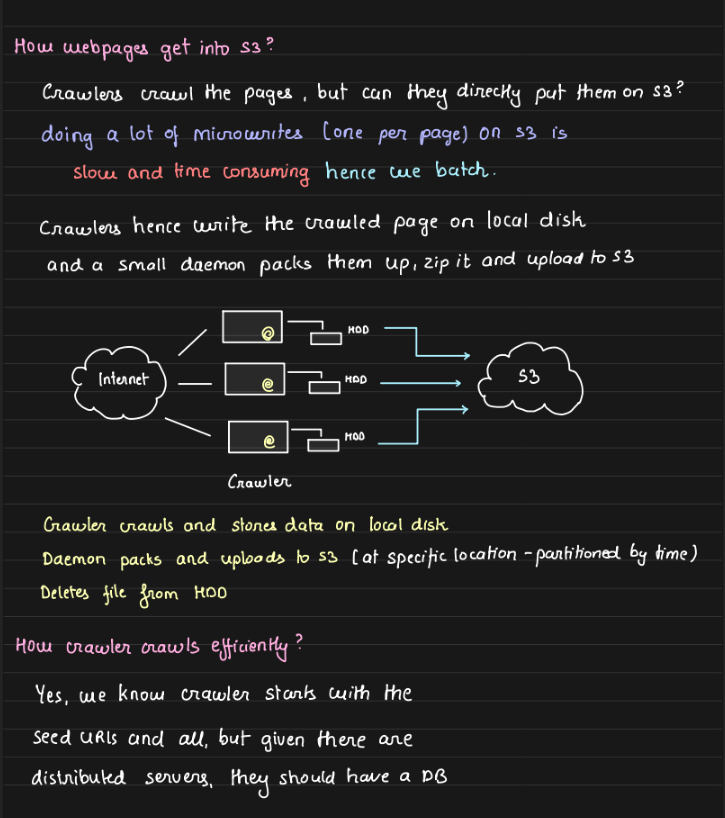 How webpages get into S3?
Crawlers crawl the pages, but can they directly put them on S3?
doing a lot of microwrites (one per page) on S3 is
slow and time consuming hence we batch.
Crawlers hence write the crawled page on local disk
and a small daemon packs them up, zip it and upload to S3
HDD
Internet
HDD
S3
HDD
Crawler
Crawler crawls and stores data on local disk
Daemon packs and uploads to S3 (at specific location - partitioned by time)
Deletes file from HDD
How crawler crawls efficiently?
Yes, we know crawler starts with the
seed URLs and all, but given there are
distributed servers, they should have a DB